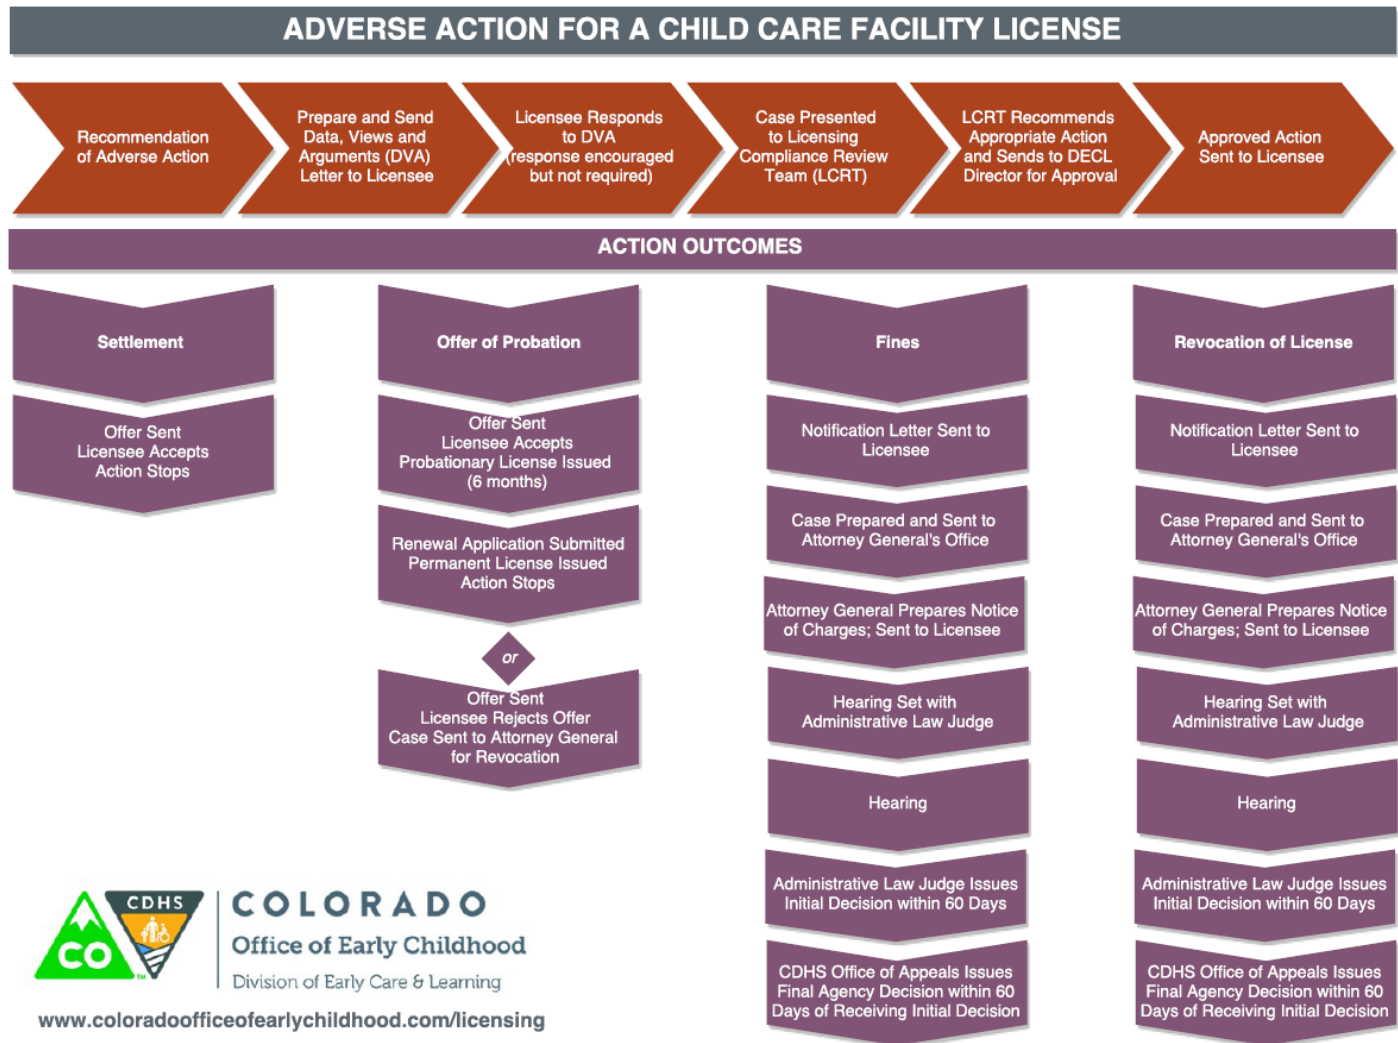 ADVERSE ACTION FOR A CHILD CARE FACILITY LICENSE
Recommendation
of Adverse Action
Prepare and Send
Data, Views and
Arguments (DVA)
Letter to Licensee
Licensee Responds
to DVA
(response encouraged
but not required)
Case Presented
to Licensing
Compliance Review
Team (LCRT)
LCRT Recommends
Appropriate Action
and Sends to DECL
Director for Approval
Approved Action
Sent to Licensee
ACTION OUTCOMES
Settlement
Offer Sent
Licensee Accepts
Action Stops
Offer of Probation
Offer Sent
Licensee Accepts
Probationary License Issued
(6 months)
Renewal Application Submitted
Permanent License Issued
Action Stops
or
Offer Sent
Licensee Rejects Offer
Case Sent to Attorney General
for Revocation
Fines
Notification Letter Sent to
Licensee
Case Prepared and Sent to
Attorney General's Office
Attorney General Prepares Notice
of Charges; Sent to Licensee
Hearing Set with
Administrative Law Judge
Hearing
Administrative Law Judge Issues
Initial Decision within 60 Days
CDHS Office of Appeals Issues
Final Agency Decision within 60
Days of Receiving Initial Decision
Revocation of License
Notification Letter Sent to
Licensee
Case Prepared and Sent to
Attorney General's Office
Attorney General Prepares Notice
of Charges; Sent to Licensee
Hearing Set with
Administrative Law Judge
Hearing
Administrative Law Judge Issues
Initial Decision within 60 Days
CDHS Office of Appeals Issues
Final Agency Decision within 60
Days of Receiving Initial Decision
CO
CDHS
TM
COLORADO
Office of Early Childhood
Division of Early Care & Learning
www.coloradoofficeofearlychildhood.com/licensing